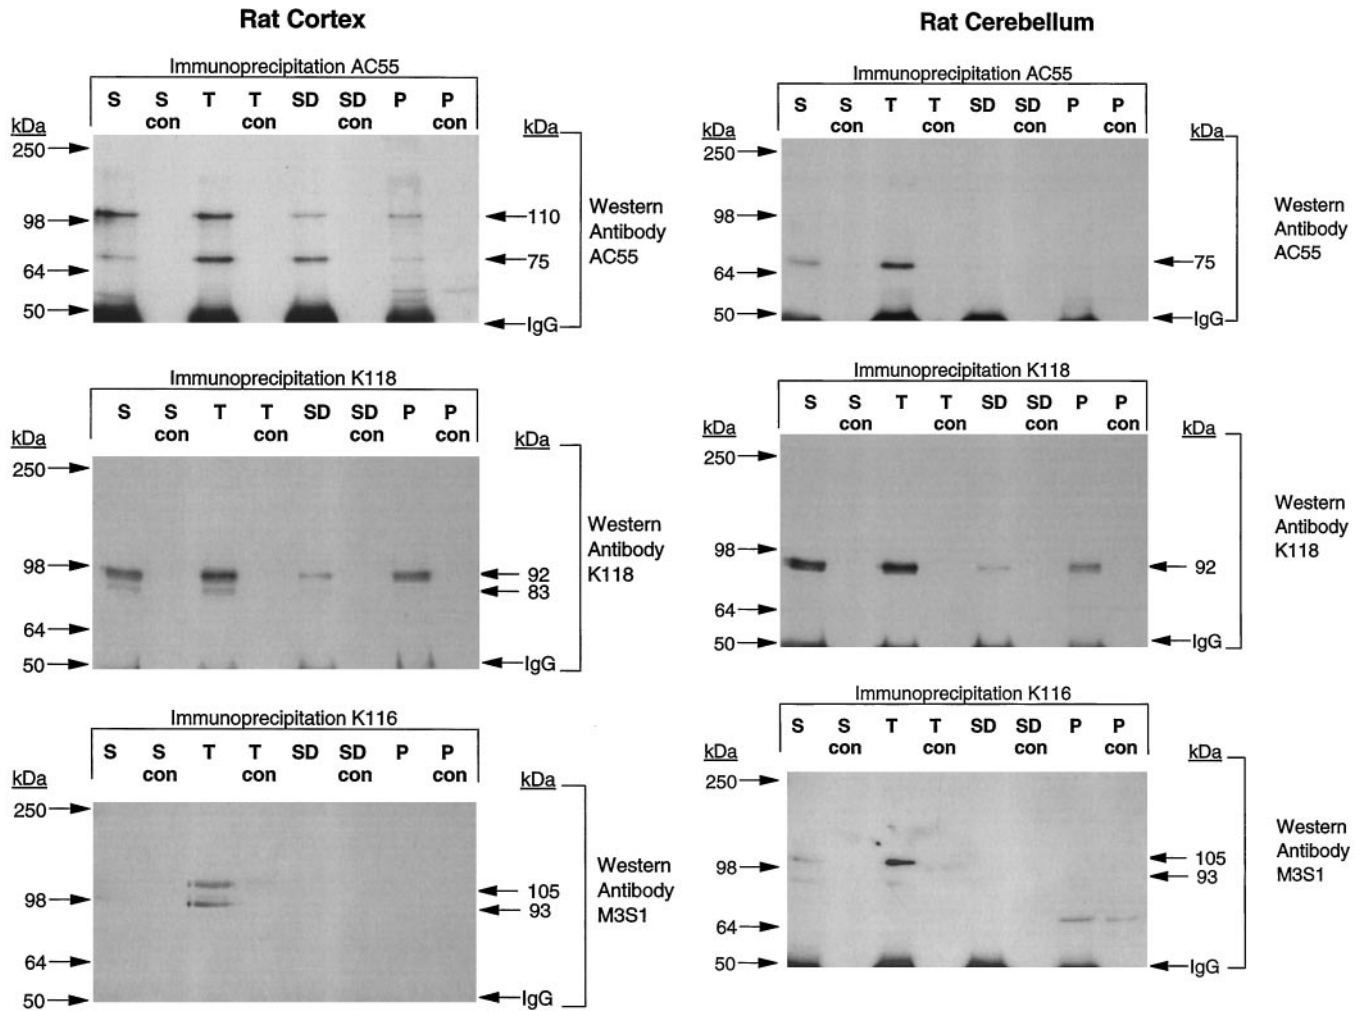 Rat Cortex
Immunoprecipitation AC55
S S con T T con SD SD con P P con
kDa
250
98
64
50
kDa
110
75
IgG
Western
Antibody
AC55
Immunoprecipitation K118
S S con T T con SD SD con P P con
kDa
250
98
64
50
kDa
92
83
IgG
Western
Antibody
K118
Immunoprecipitation K116
S S con T T con SD SD con P P con
kDa
250
98
64
50
kDa
105
93
IgG
Western
Antibody
M3S1
Rat Cerebellum
Immunoprecipitation AC55
S S con T T con SD SD con P P con
kDa
250
98
64
50
kDa
75
IgG
Western
Antibody
AC55
Immunoprecipitation K118
S S con T T con SD SD con P P con
kDa
250
98
64
50
kDa
92
IgG
Western
Antibody
K118
Immunoprecipitation K116
S S con T T con SD SD con P P con
kDa
250
98
64
50
kDa
105
93
IgG
Western
Antibody
M3S1